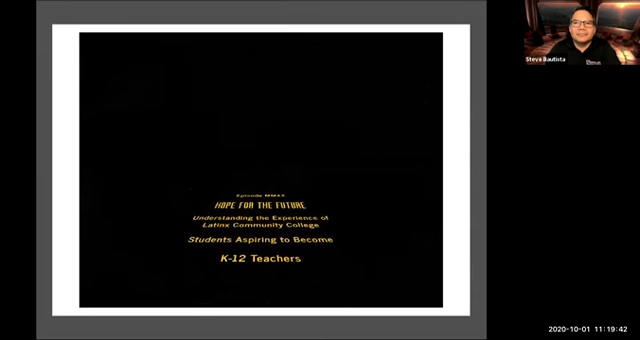 Episode MMXX
HOPE FOR THE FUTURE
Understanding the Experience of
Latinx Community College
Students Aspiring to Become
K-12 Teachers
Steve Bautista
2020-10-01 11:19:42